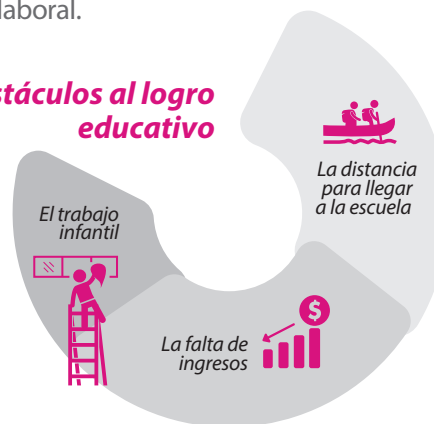 laboral.
stáculos al logro
educativo
La distancia
para llegar
a la escuela
El trabajo
infantil
$
La falta de
ingresos